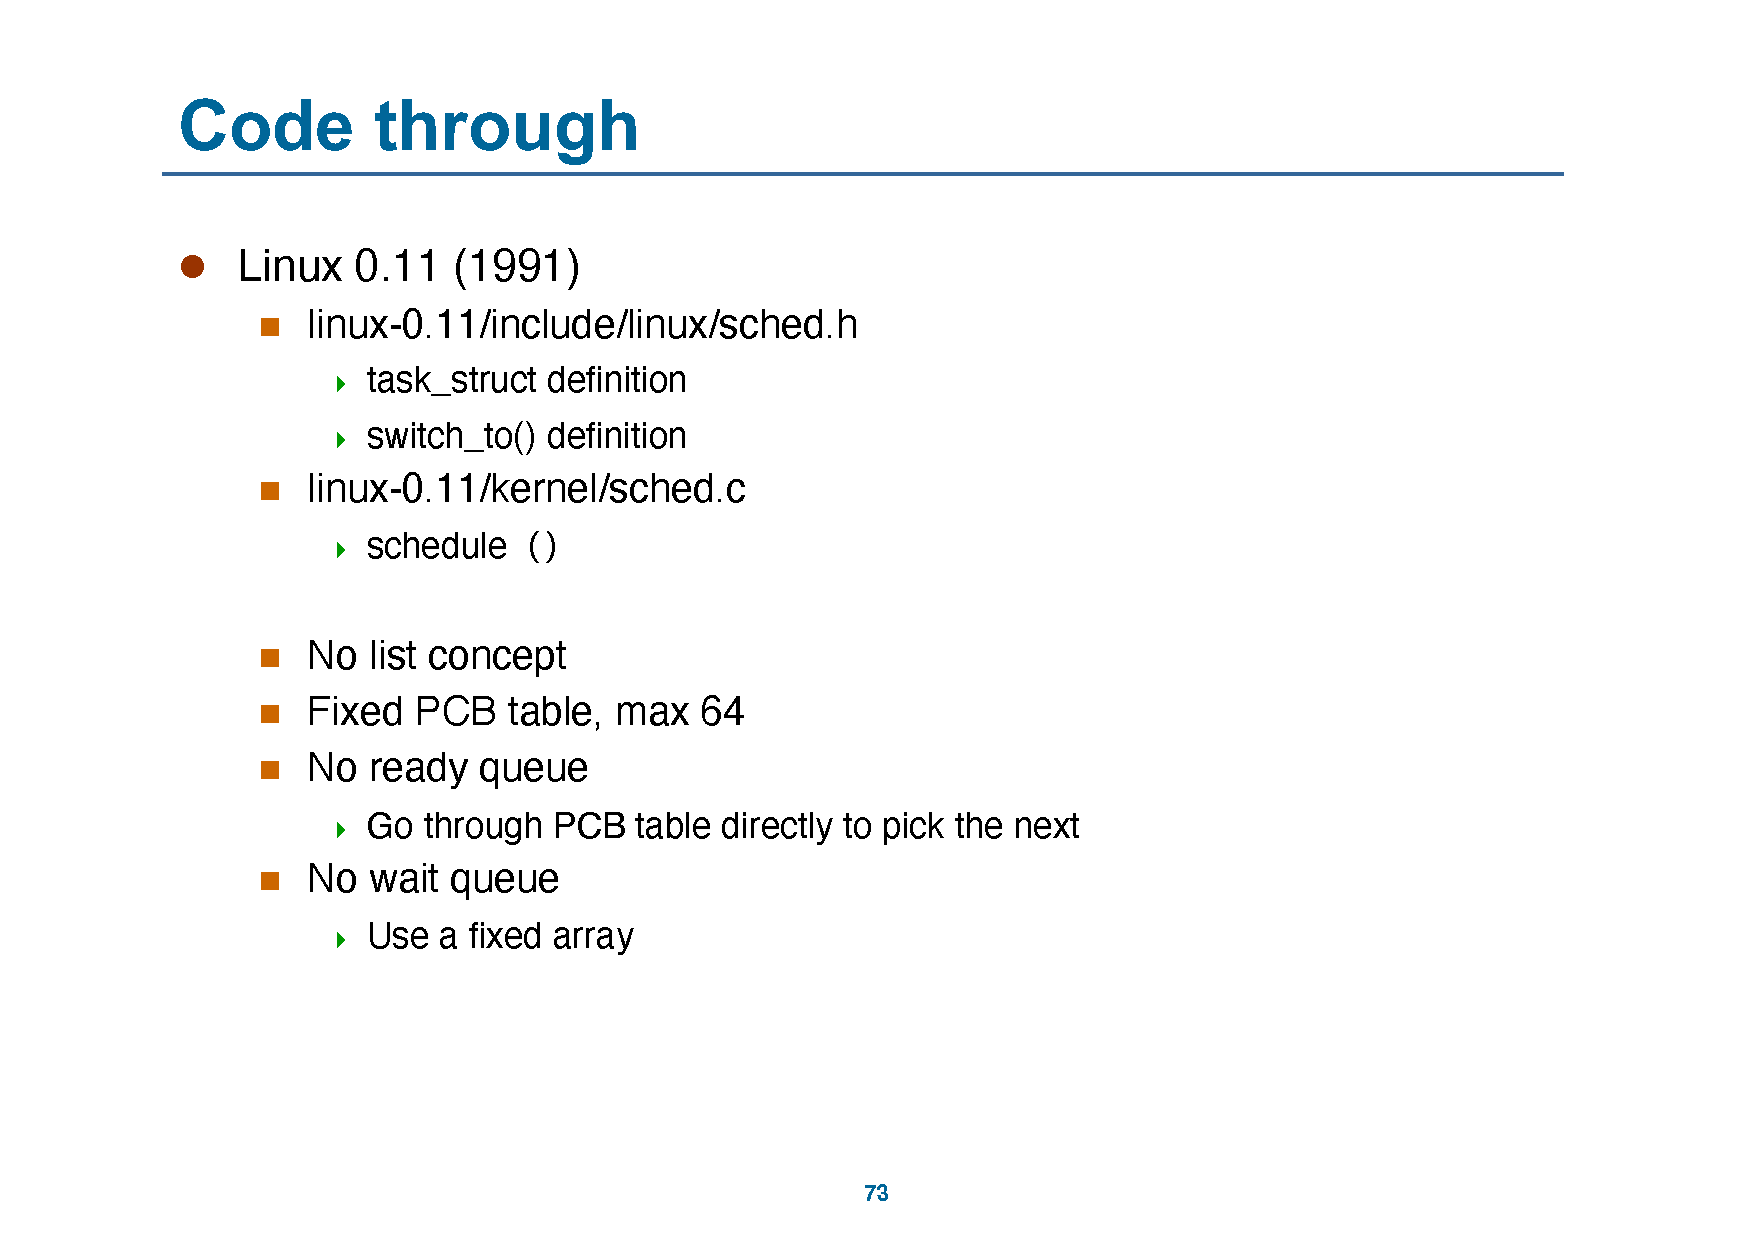 Code through
Linux 0.11 (1991)
linux-0.11/include/linux/sched.h
task_struct definition
switch_to() definition
linux-0.11/kernel/sched.c
schedule ()
No list concept
Fixed PCB table, max 64
No ready queue
Go through PCB table directly to pick the next
No wait queue
Use a fixed array
73